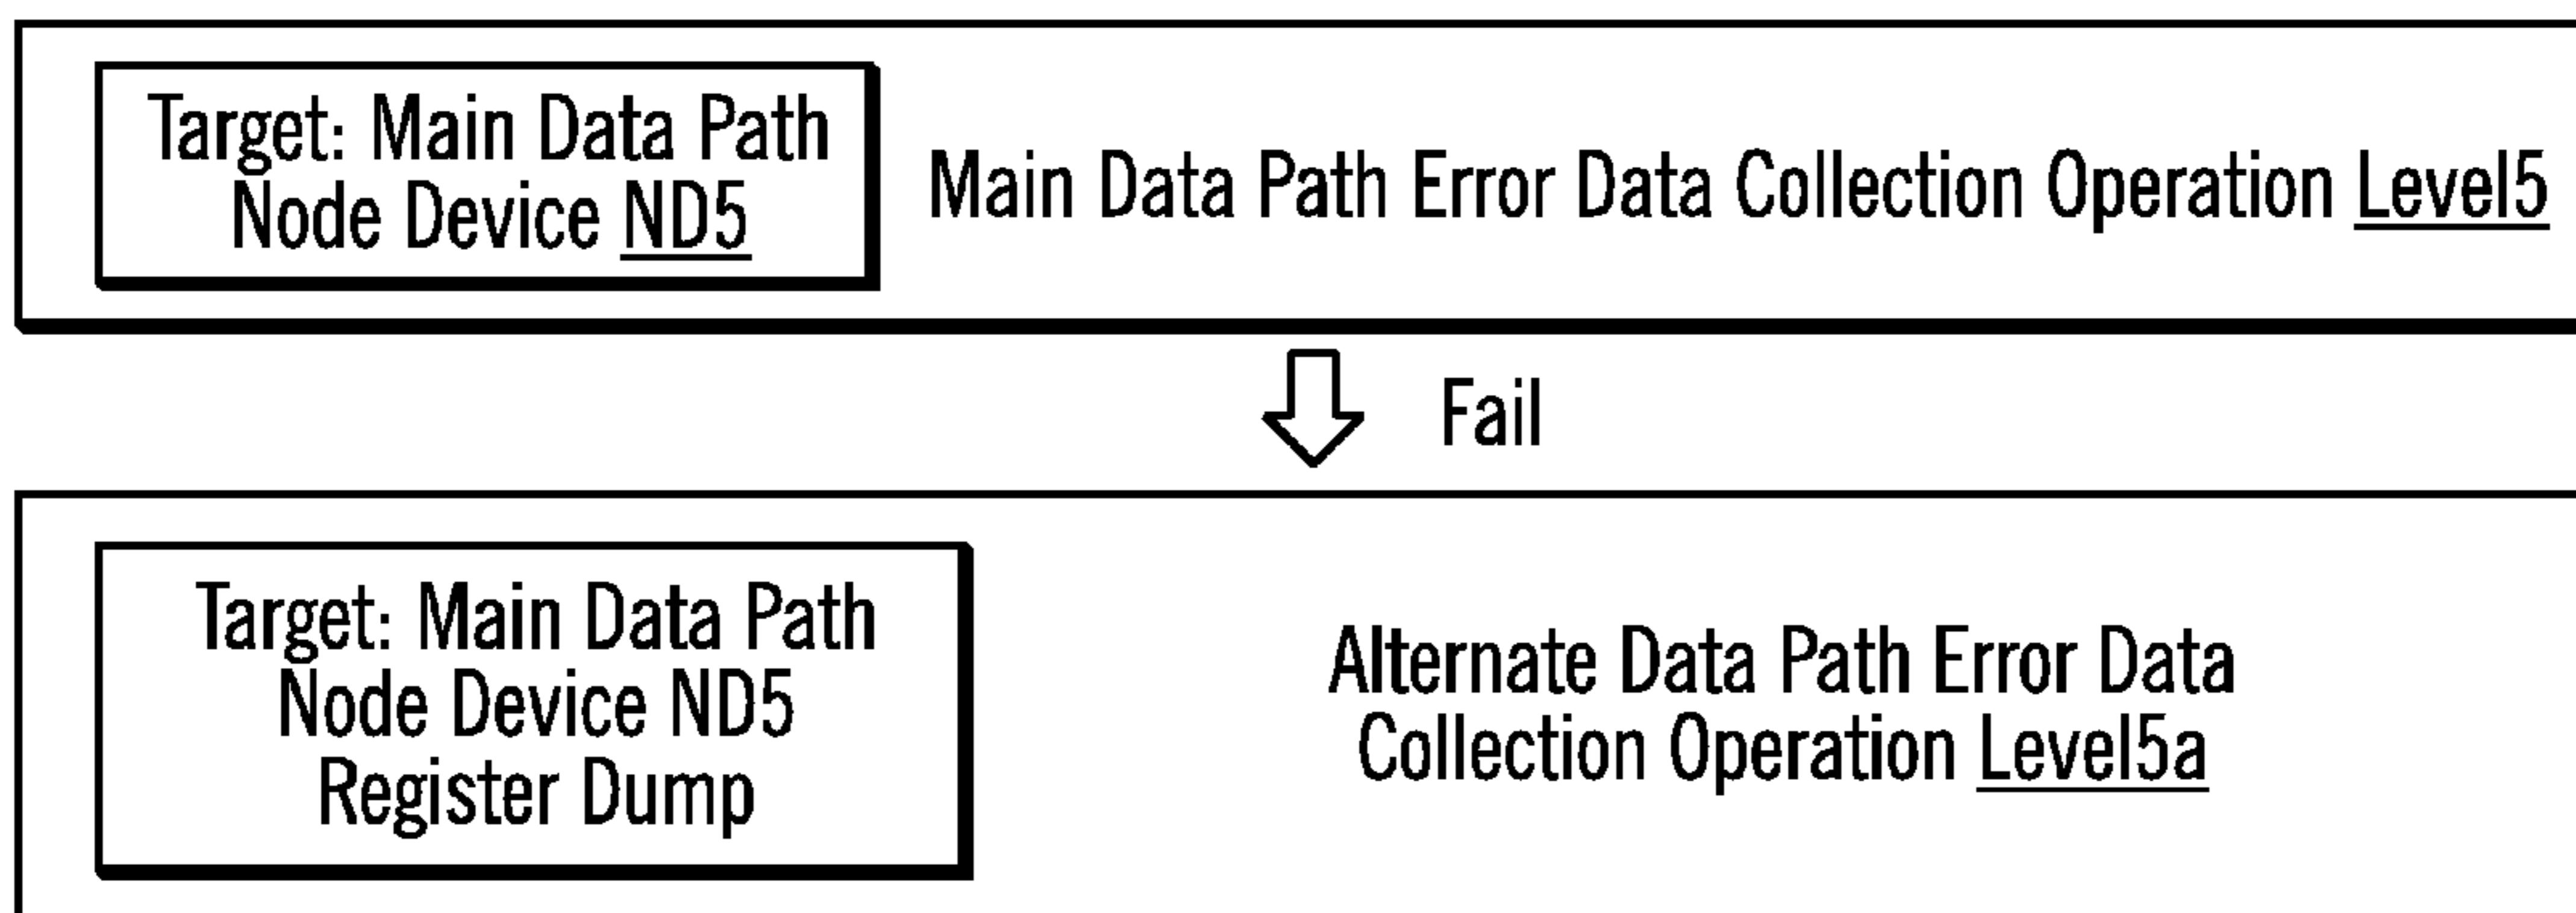 Target: Main Data Path
Node Device ND5
Main Data Path Error Data Collection Operation Level5
Fail
Target: Main Data Path
Node Device ND5
Register Dump
Alternate Data Path Error Data
Collection Operation Level5a